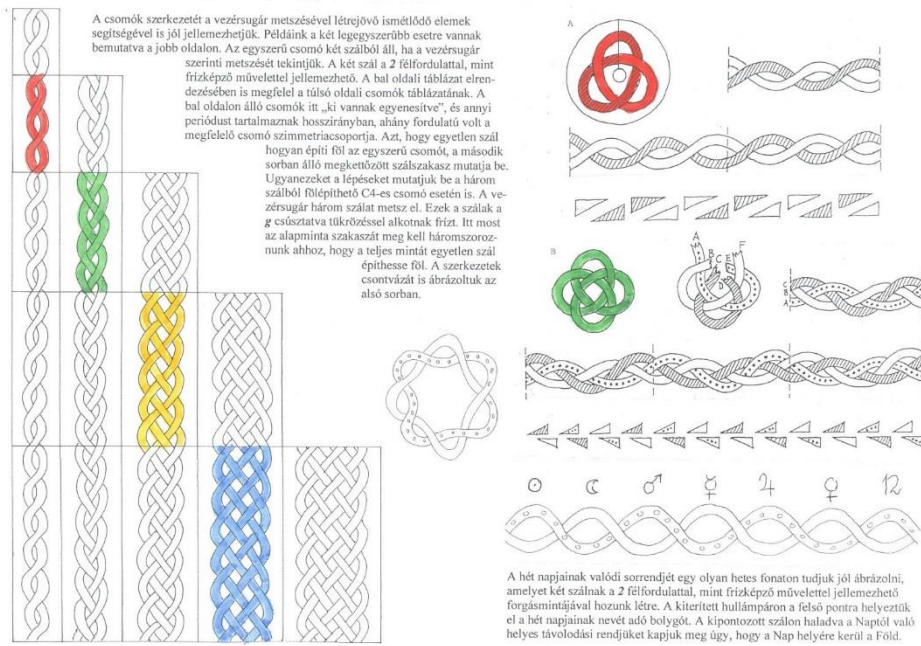 A csomók szerkezetét a vezérsugár metszésével létrejövő ismétlődő elemek
segítségével is jól jellemezhetjük. Példáink a két legegyszerűbb esetre vannak
bemutatva a jobb oldalon. Az egyszerű csomó két szálból áll, ha a vezérsugár
szerinti metszését tekintjük. A két szál a 2 félfordulattal, mint
frízképző művelettel jellemezhető. A bal oldali táblázat elren-
dezésében is megfelel a túlsó oldali csomók táblázatának. A
bal oldalon álló csomók itt „ki vannak egyenesítve”, és annyi
periódust tartalmaznak hosszirányban, ahány fordulatú volt a
megfelelő csomó szimmetriacsoportja. Azt, hogy egyetlen szál
hogyan építi föl az egyszerű csomót, a második
sorban álló megkettőzött szálszakasz mutatja be.
Ugyanezeket a lépéseket mutatjuk be a három
szálból fölépíthető C4-es csomó esetén is. A ve-
zérsugár három szálat metsz el. Ezek a szálak a
g csúsztatva tükrözéssel alkotnak frízt. Itt most
az alapminta szakaszát meg kell háromszoroz-
nunk ahhoz, hogy a teljes mintát egyetlen szál
építhesse föl. A szerkezetek
csontvázát is ábrázoltuk az
alsó sorban.
A
B
A
B
C
D
E
F
C
B
A
☉ ☾ ♂ ☿ ♃ ♀ 12
A hét napjainak valódi sorrendjét egy olyan hetes fonaton tudjuk jól ábrázolni,
amelyet két szálnak a 2 félfordulattal, mint frízképző művelettel jellemezhető
forgásmintájával hozunk létre. A kiterített hullámpáron a felső pontra helyeztük
el a hét napjainak nevét adó bolygót. A kipontozott szálon haladva a Naptól való
helyes távolodási rendjüket kapjuk meg úgy, hogy a Nap helyére kerül a Föld.